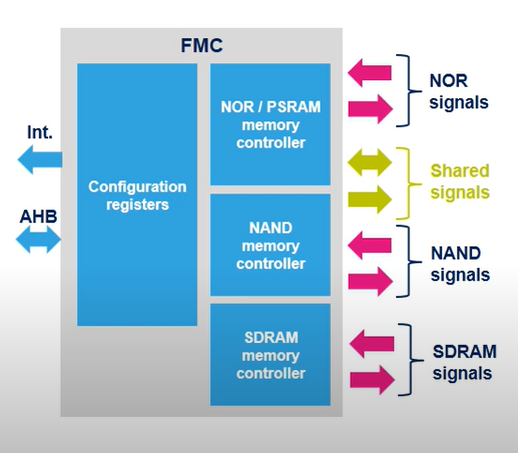 FMC
Int.
AHB
Configuration
registers
NOR / PSRAM
memory
controller
NAND
memory
controller
SDRAM
memory
controller
NOR
signals
Shared
signals
NAND
signals
SDRAM
signals